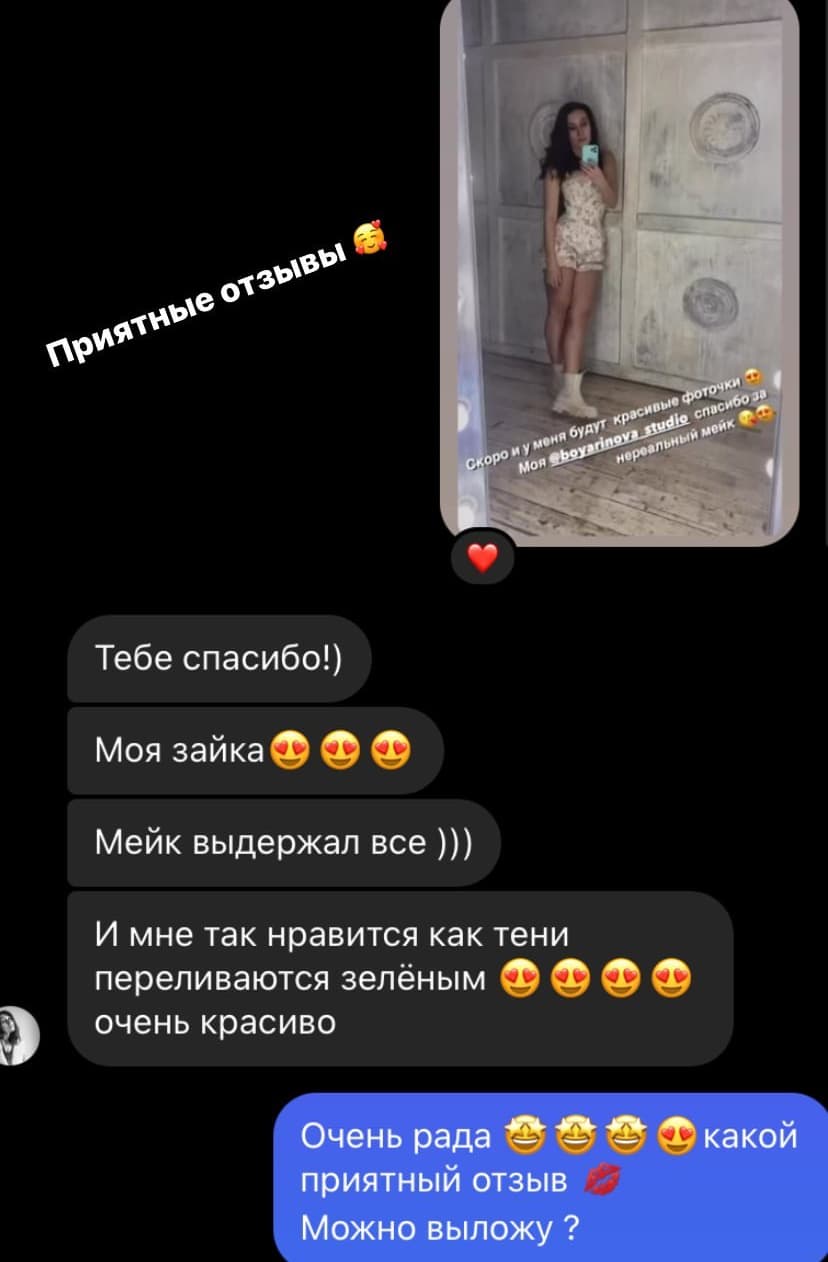 Приятные отзывы 🥰
Скоро и у меня будут красивые фоточки 😍
Моя @boyarinova_studio спасибо за
нереальный мейк 😘😍
Тебе спасибо!)
Моя зайка😍😍😍
Мейк выдержал все )))
И мне так нравится как тени
переливаются зелёным 😍😍😍😍
очень красиво
Очень рада 🤩🤩🤩😍какой
приятный отзыв 💋
Можно выложу ?